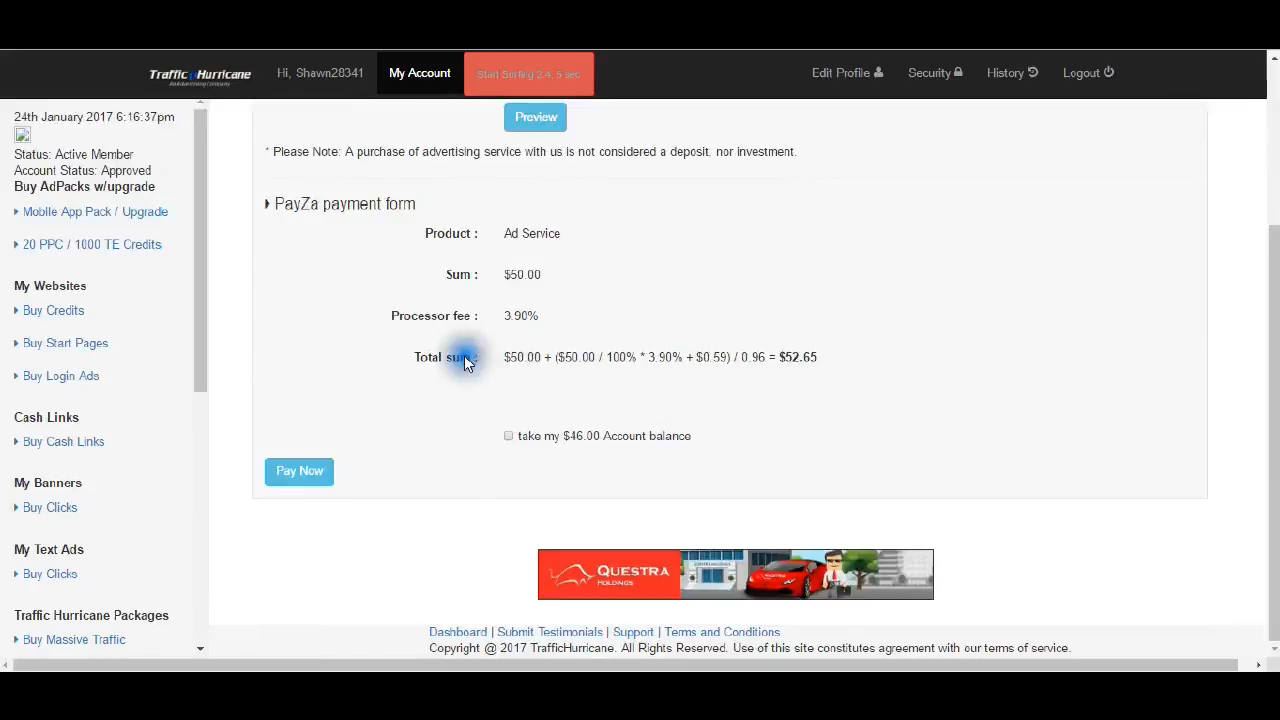 Traffic Hurricane
Hi, Shawn28341
My Account
Start Surfing 2.4, 5 sec
Edit Profile
Security
History
Logout
24th January 2017 6:16:37pm
Status: Active Member
Account Status: Approved
Buy AdPacks w/upgrade
Mobile App Pack / Upgrade
20 PPC / 1000 TE Credits
My Websites
Buy Credits
Buy Start Pages
Buy Login Ads
Cash Links
Buy Cash Links
My Banners
Buy Clicks
My Text Ads
Buy Clicks
Traffic Hurricane Packages
Buy Massive Traffic
Preview
* Please Note: A purchase of advertising service with us is not considered a deposit, nor investment.
PayZa payment form
Product : Ad Service
Sum : $50.00
Processor fee : 3.90%
Total sum : $50.00 + ($50.00 / 100% * 3.90% + $0.59) / 0.96 = $52.65
take my $46.00 Account balance
Pay Now
QUESTRA
HOLDINGS
Dashboard | Submit Testimonials | Support | Terms and Conditions
Copyright @ 2017 TrafficHurricane. All Rights Reserved. Use of this site constitutes agreement with our terms of service.